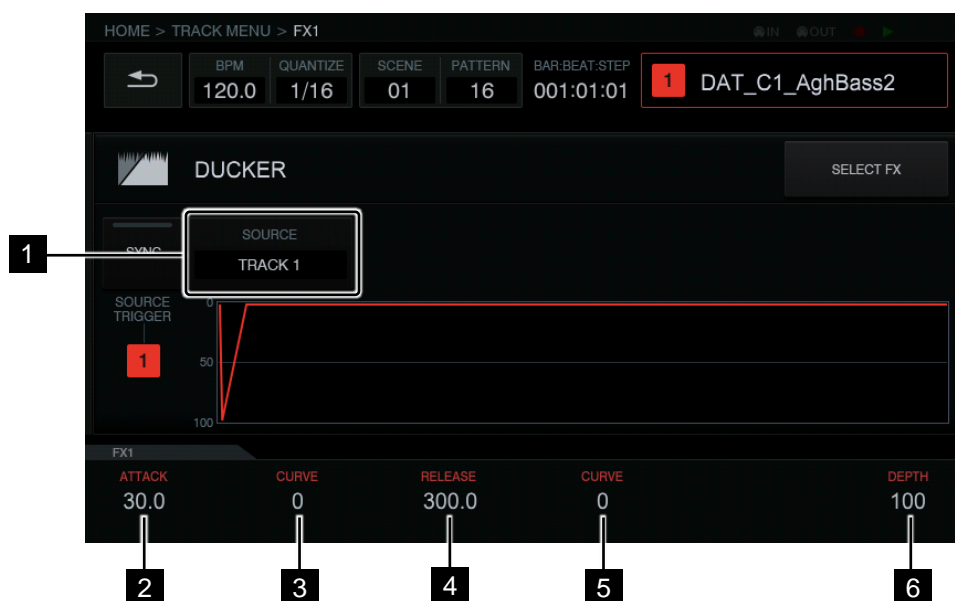 HOME > TRACK MENU > FX1
IN OUT
BPM QUANTIZE SCENE PATTERN BAR:BEAT:STEP
120.0 1/16 01 16 001:01:01 1 DAT_C1_AghBass2
DUCKER SELECT FX
1 SYNC SOURCE
TRACK 1
SOURCE
TRIGGER
1
0
50
100
FX1
ATTACK CURVE RELEASE CURVE DEPTH
30.0 0 300.0 0 100
2 3 4 5 6